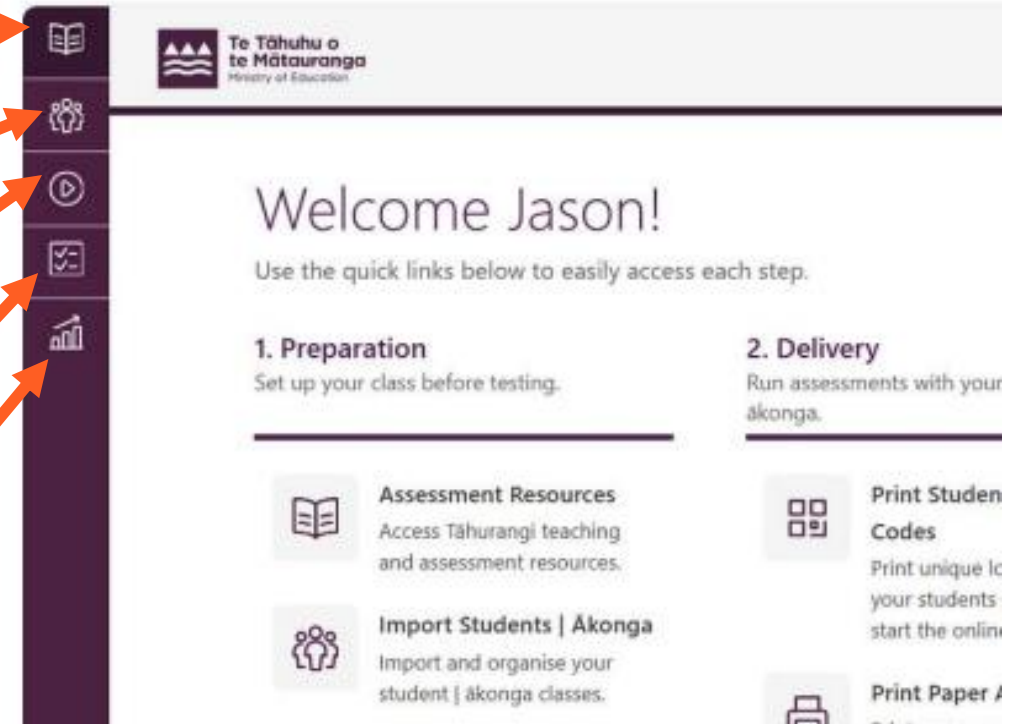 Te Tāhuhu o
te Mātauranga
Ministry of Education
Welcome Jason!
Use the quick links below to easily access each step.
1. Preparation
Set up your class before testing.
2. Delivery
Run assessments with your
ākonga.
Assessment Resources
Access Tāhurangi teaching
and assessment resources.
Import Students | Ākonga
Import and organise your
student | ākonga classes.
Print Studen
Codes
Print unique lo
your students
start the online
Print Paper A